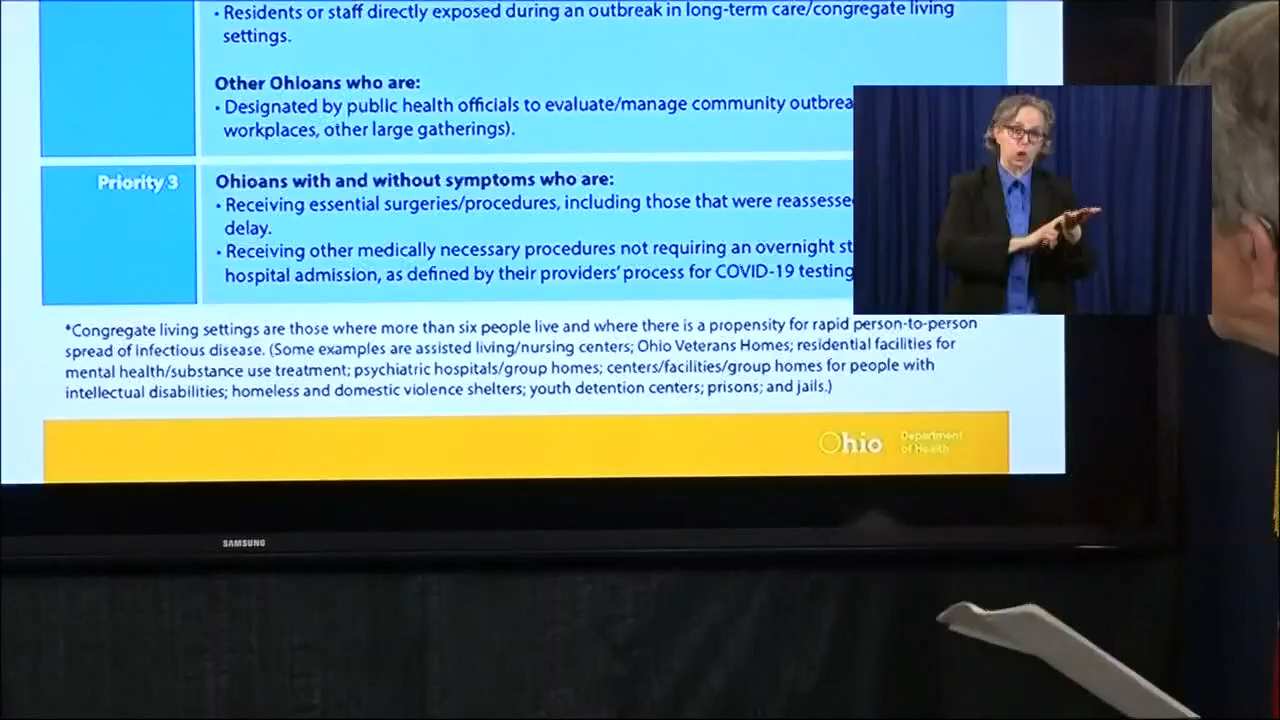 • Residents or staff directly exposed during an outbreak in long-term care/congregate living
settings.
Other Ohioans who are:
• Designated by public health officials to evaluate/manage community
workplaces, other large gatherings).
Priority 3
Ohioans with and without symptoms who are:
• Receiving essential surgeries/procedures, including those that were
delay.
• Receiving other medically necessary procedures not requiring an overnight
hospital admission, as defined by their providers' process for COVID-19 testing
*Congregate living settings are those where more than six people live and where there is a propensity for rapid person-to-person
spread of infectious disease. (Some examples are assisted living/nursing centers; Ohio Veterans Homes; residential facilities for
mental health/substance use treatment; psychiatric hospitals/group homes; centers/facilities/group homes for people with
intellectual disabilities; homeless and domestic violence shelters; youth detention centers; prisons; and jails.)
Ohio
Department
of Health
SAMSUNG